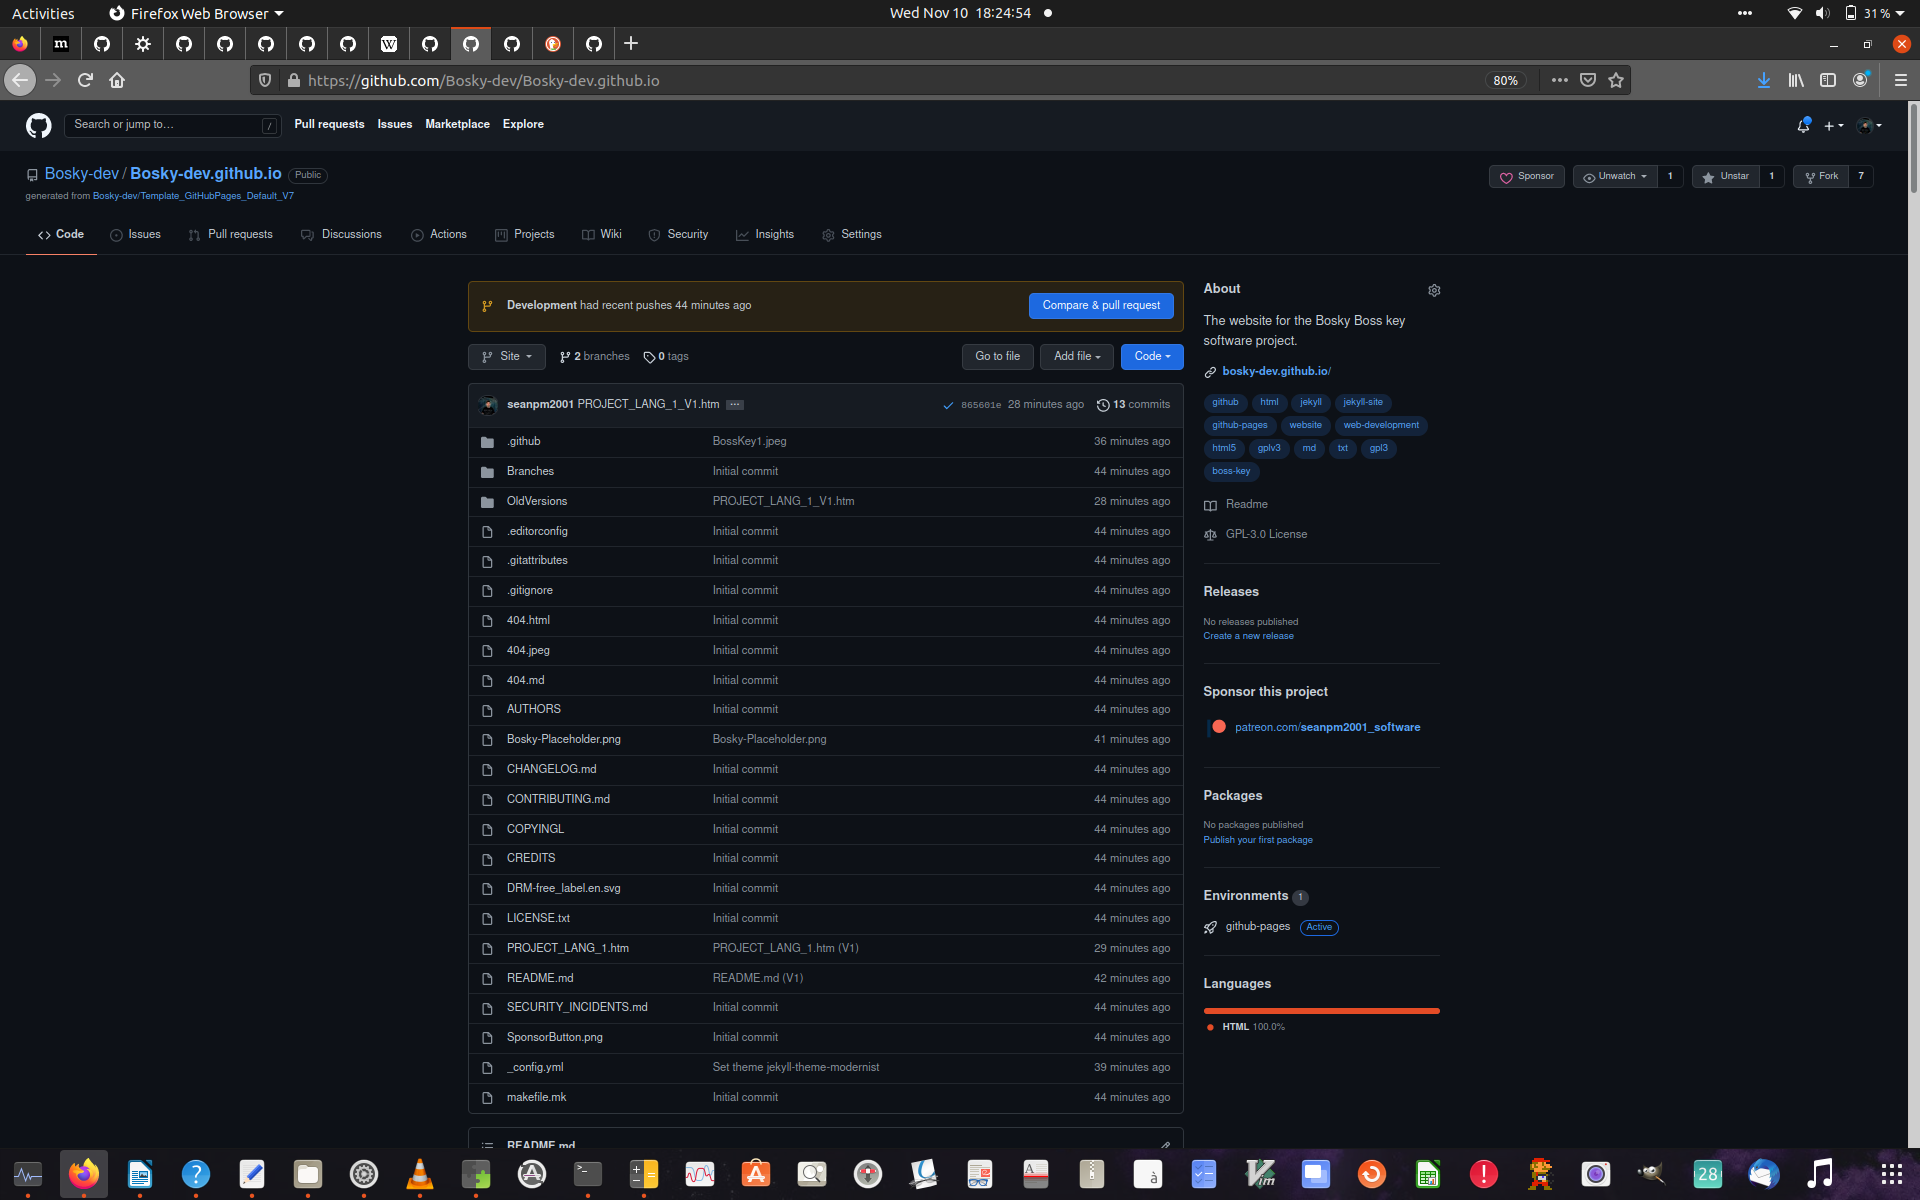 Activities
Firefox Web Browser
Wed Nov 10 18:24:54
31 %
m
W
https://github.com/Bosky-dev/Bosky-dev.github.io
80%
Search or jump to…
/
Pull requests
Issues
Marketplace
Explore
Bosky-dev / Bosky-dev.github.io
Public
generated from Bosky-dev/Template_GitHubPages_Default_V7
Sponsor
Unwatch
1
Unstar
1
Fork
7
Code
Issues
Pull requests
Discussions
Actions
Projects
Wiki
Security
Insights
Settings
Development had recent pushes 44 minutes ago
Compare & pull request
Site
2 branches
0 tags
Go to file
Add file
Code
seanpm2001 PROJECT_LANG_1_V1.htm
865601e 28 minutes ago
13 commits
.github BossKey1.jpeg 36 minutes ago
Branches Initial commit 44 minutes ago
OldVersions PROJECT_LANG_1_V1.htm 28 minutes ago
.editorconfig Initial commit 44 minutes ago
.gitattributes Initial commit 44 minutes ago
.gitignore Initial commit 44 minutes ago
404.html Initial commit 44 minutes ago
404.jpeg Initial commit 44 minutes ago
404.md Initial commit 44 minutes ago
AUTHORS Initial commit 44 minutes ago
Bosky-Placeholder.png Bosky-Placeholder.png 41 minutes ago
CHANGELOG.md Initial commit 44 minutes ago
CONTRIBUTING.md Initial commit 44 minutes ago
COPYINGL Initial commit 44 minutes ago
CREDITS Initial commit 44 minutes ago
DRM-free_label.en.svg Initial commit 44 minutes ago
LICENSE.txt Initial commit 44 minutes ago
PROJECT_LANG_1.htm PROJECT_LANG_1.htm (V1) 29 minutes ago
README.md README.md (V1) 42 minutes ago
SECURITY_INCIDENTS.md Initial commit 44 minutes ago
SponsorButton.png Initial commit 44 minutes ago
_config.yml Set theme jekyll-theme-modernist 39 minutes ago
makefile.mk Initial commit 44 minutes ago
README.md
About
The website for the Bosky Boss key
software project.
bosky-dev.github.io/
github html jekyll jekyll-site
github-pages website web-development
html5 gplv3 md txt gpl3
boss-key
Readme
GPL-3.0 License
Releases
No releases published
Create a new release
Sponsor this project
patreon.com/seanpm2001_software
Packages
No packages published
Publish your first package
Environments 1
github-pages Active
Languages
HTML 100.0%
à
Vim
28